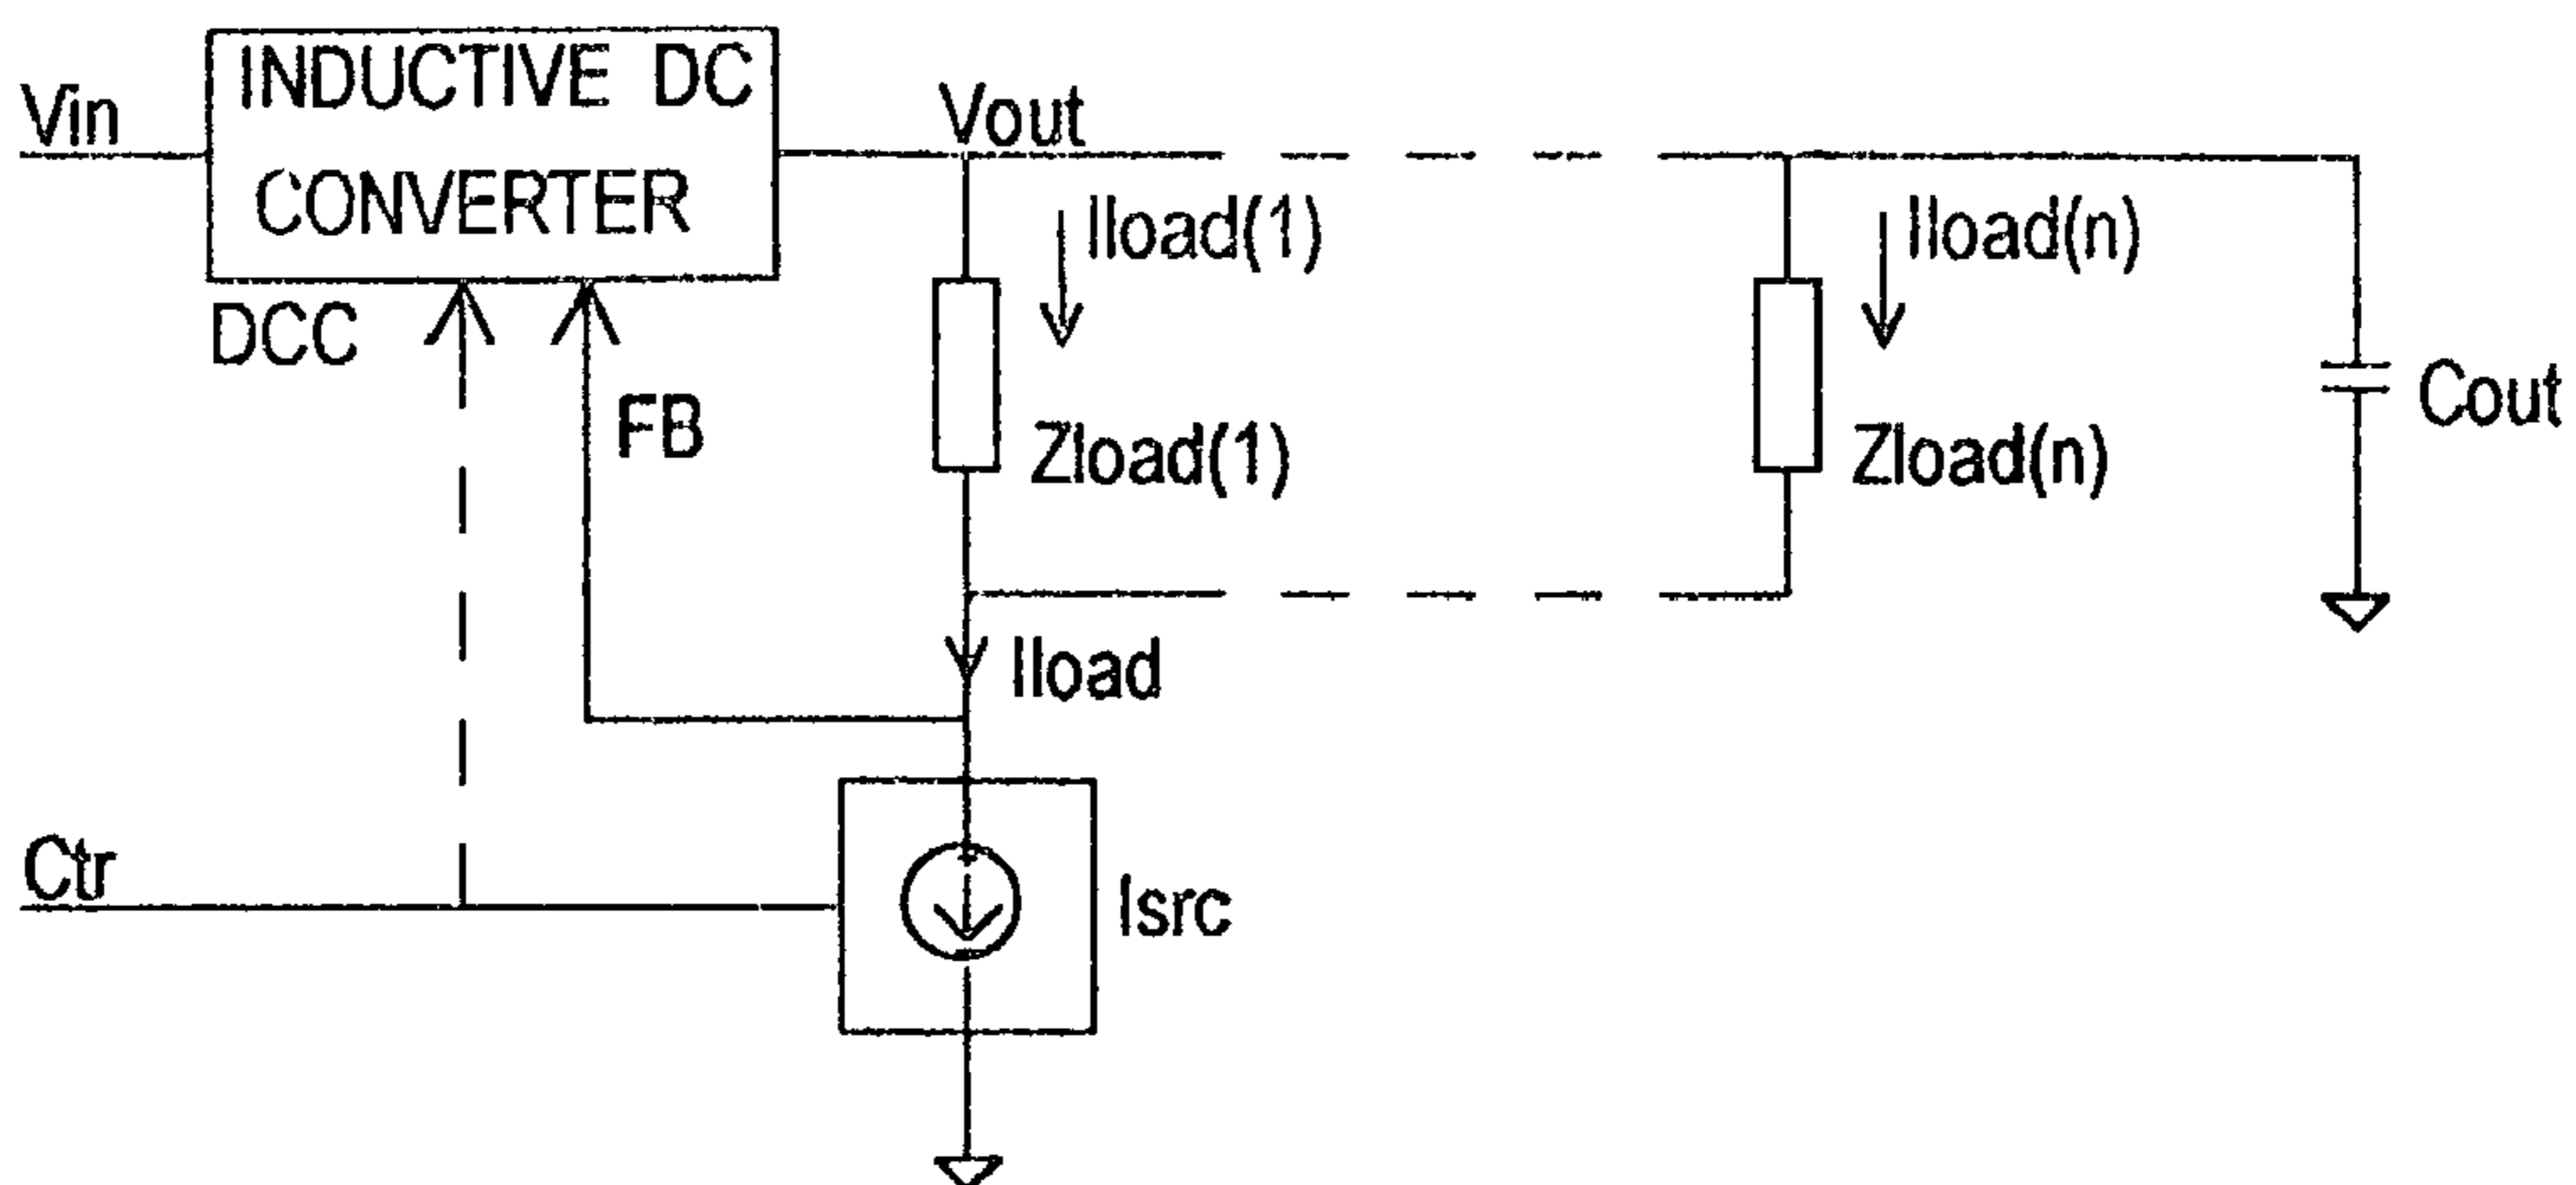 Vin
INDUCTIVE DC
CONVERTER
Vout
DCC
FB
Iload(1)
Zload(1)
Iload(n)
Zload(n)
Cout
Iload
Ctr
Isrc